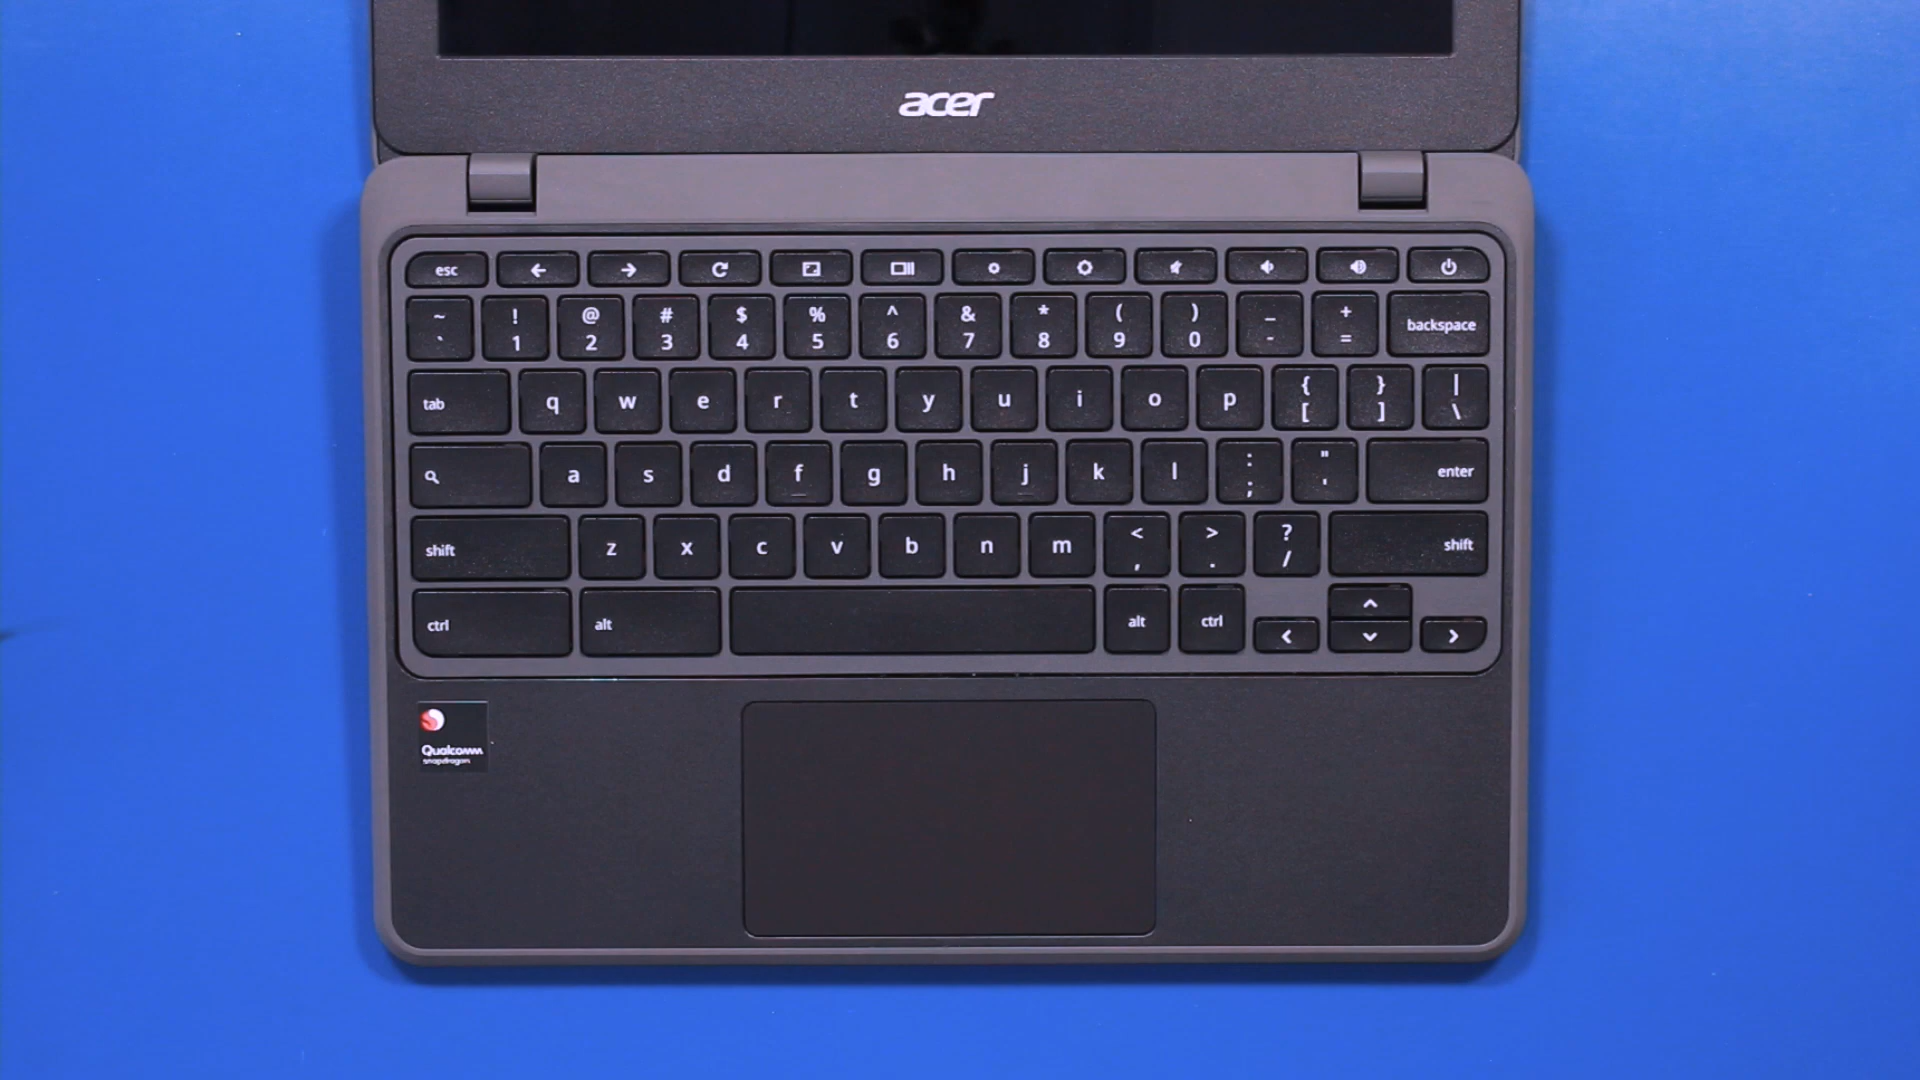 acer
esc
~ ! @ # $ % ^ & * ( ) _ +
` 1 2 3 4 5 6 7 8 9 0 - = backspace
tab q w e r t y u i o p { [ } ] | \
a s d f g h j k l : ; " ' enter
shift z x c v b n m < , > . ? / shift
ctrl alt alt ctrl
Qualcomm
snapdragon